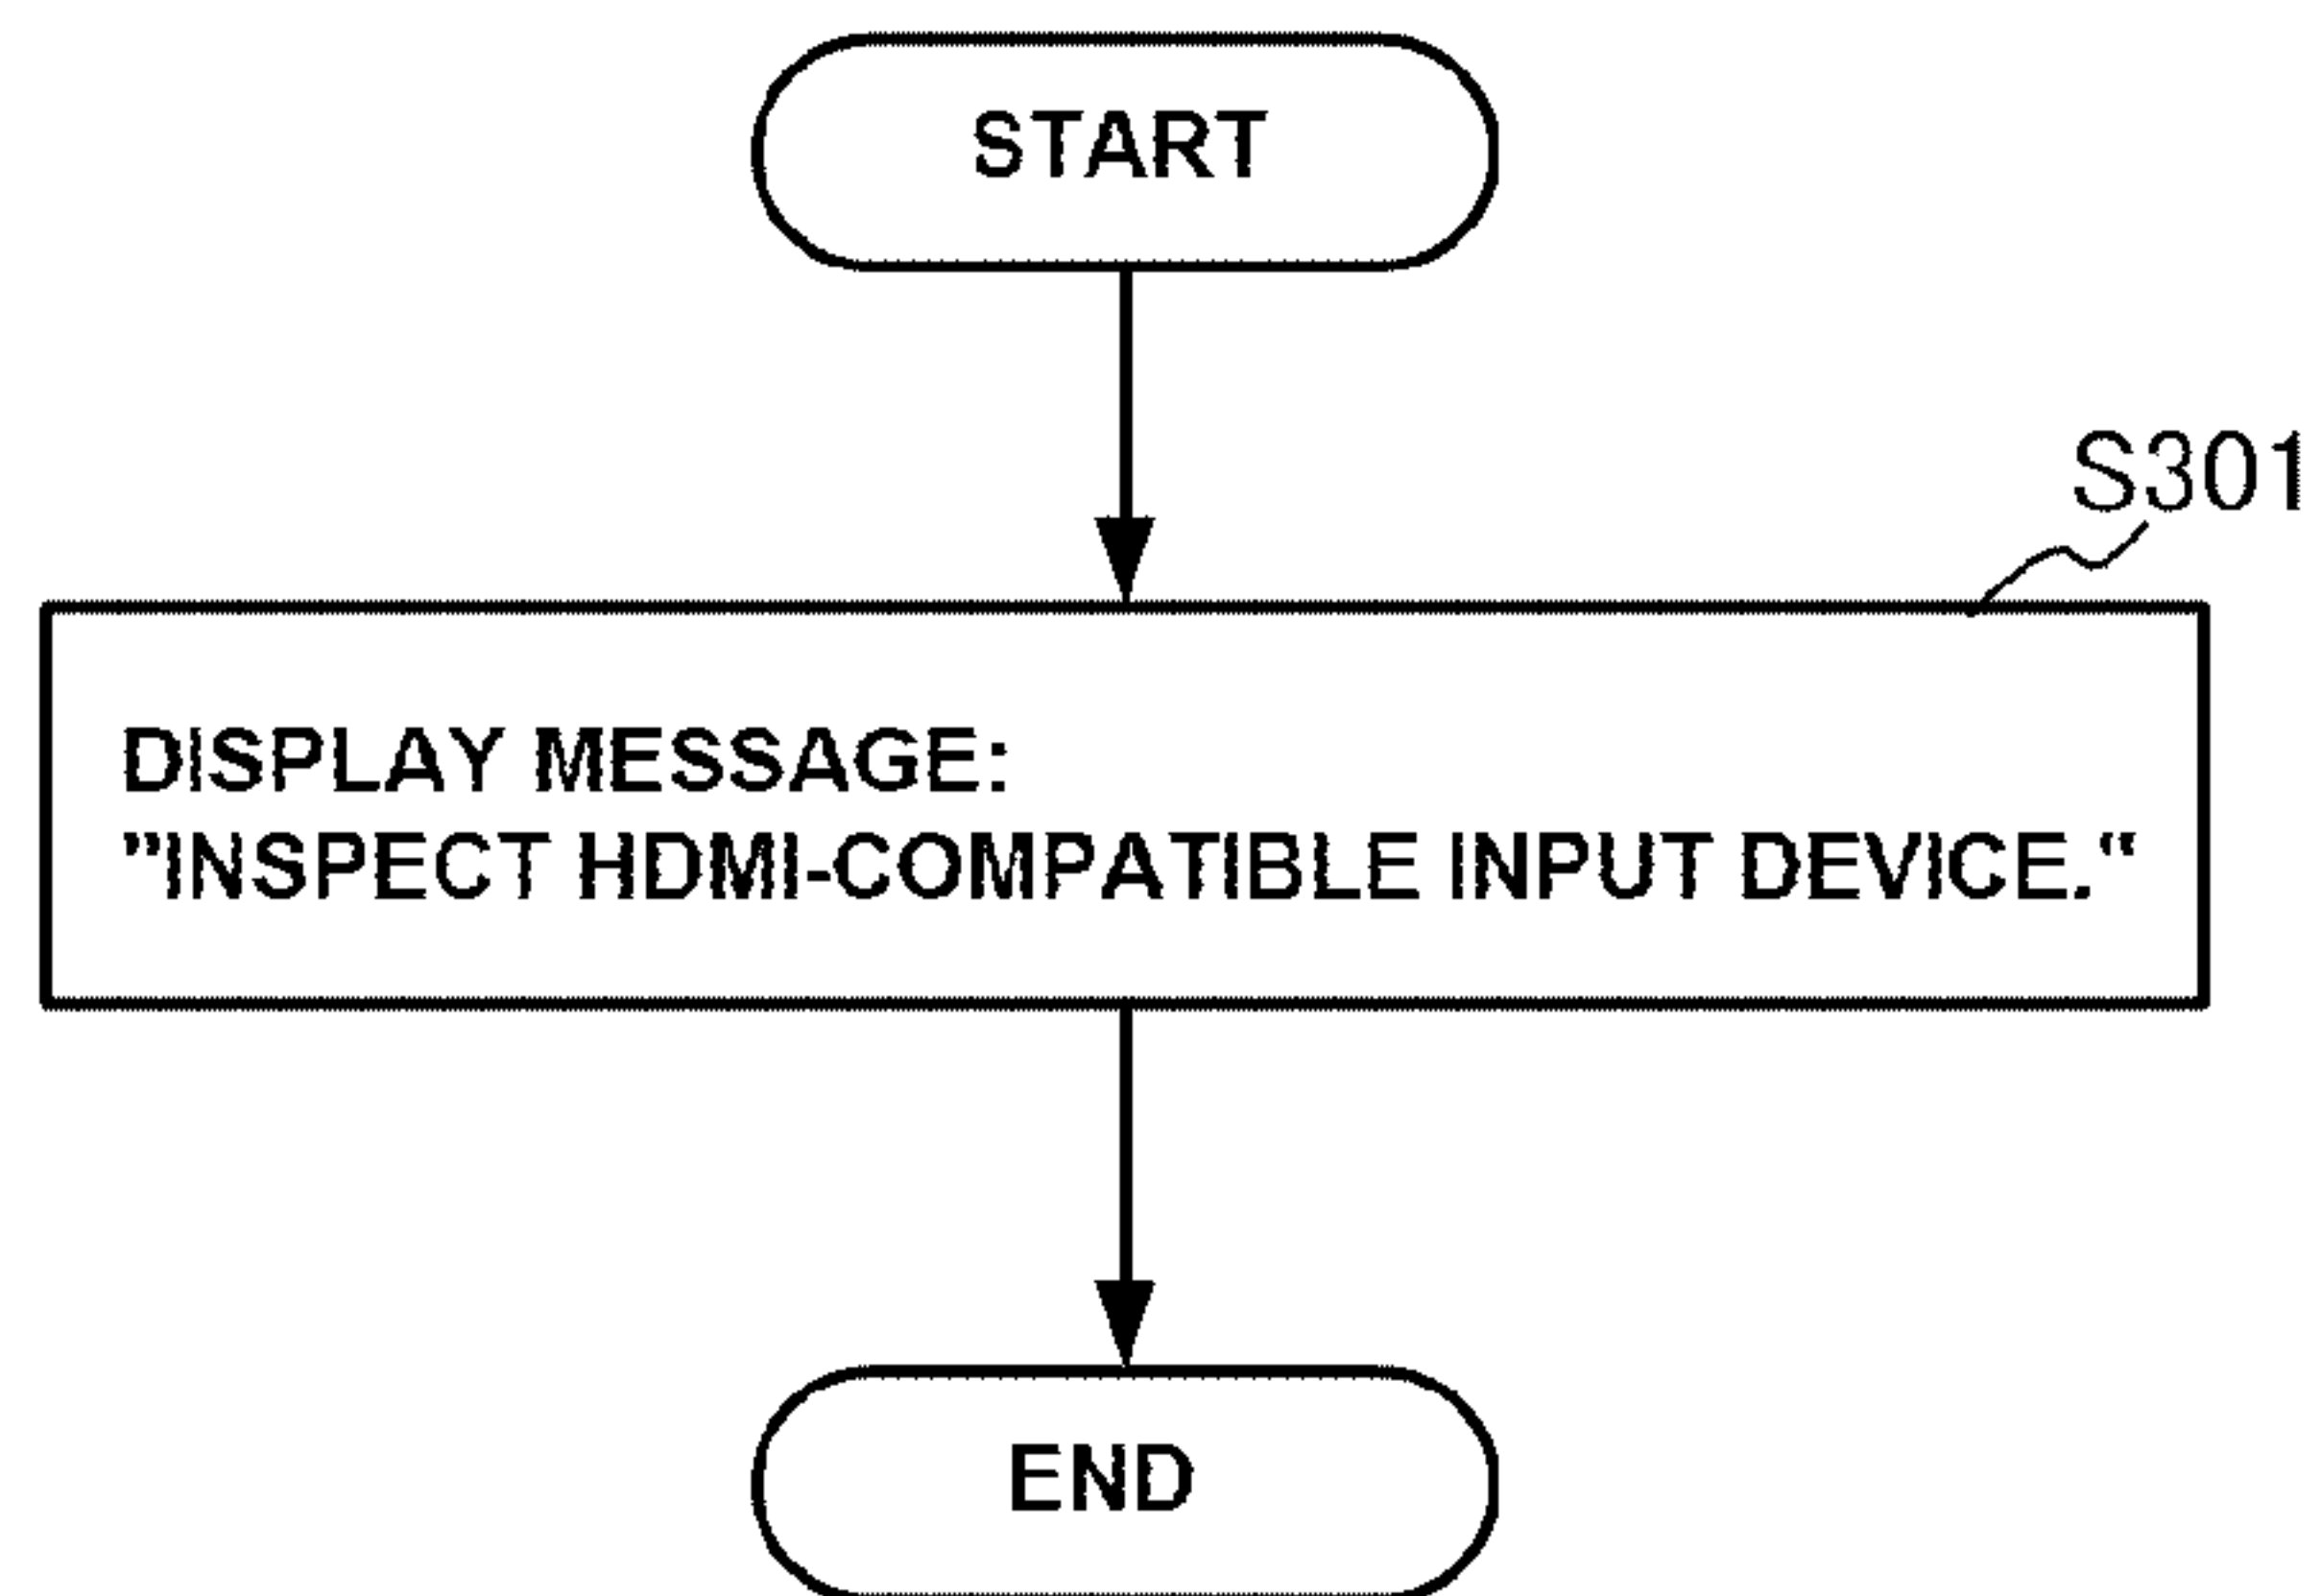 START
S301
DISPLAY MESSAGE:
”INSPECT HDMI-COMPATIBLE INPUT DEVICE.“
END